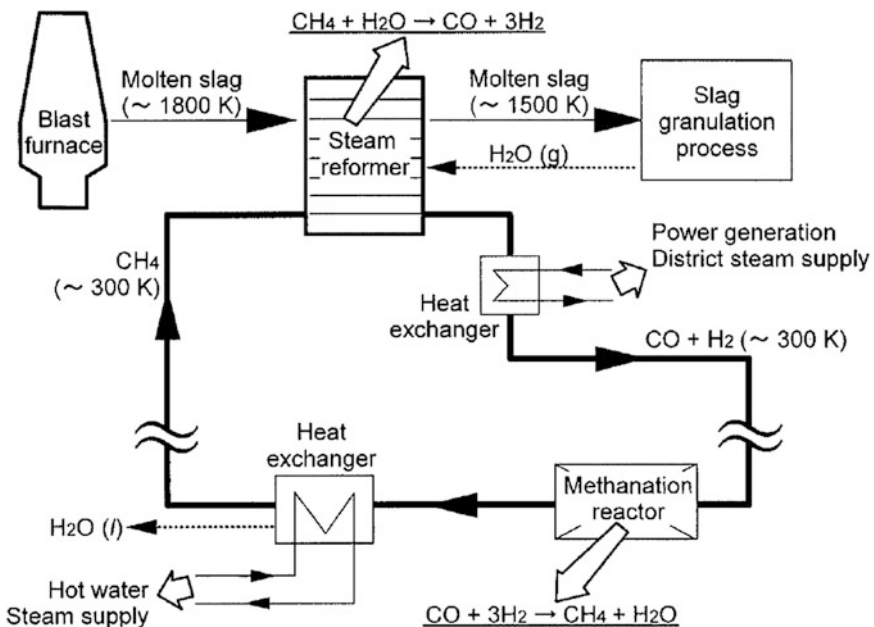 CH4 + H2O → CO + 3H2
Molten slag
(~ 1800 K)
Molten slag
(~ 1500 K)
Blast
furnace
Steam
reformer
Slag
granulation
process
H2O (g)
CH4
(~ 300 K)
Power generation
District steam supply
Heat
exchanger
CO + H2 (~ 300 K)
Heat
exchanger
Methanation
reactor
H2O (l)
Hot water
Steam supply
CO + 3H2 → CH4 + H2O